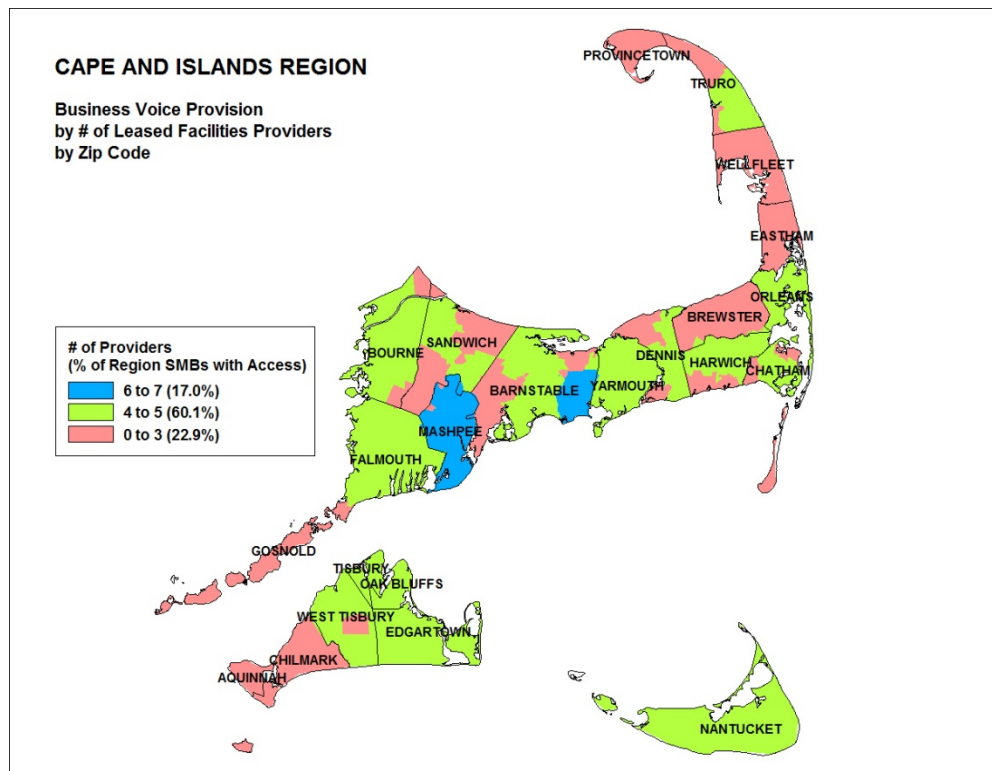 CAPE AND ISLANDS REGION
Business Voice Provision
by # of Leased Facilities Providers
by Zip Code
PROVINCETOWN
TRURO
WELLFLEET
EASTHAM
ORLEANS
BREWSTER
SANDWICH
BOURNE
DENNIS
HARWICH
CHATHAM
BARNSTABLE
YARMOUTH
MASHPEE
FALMOUTH
# of Providers
(% of Region SMBs with Access)
6 to 7 (17.0%)
4 to 5 (60.1%)
0 to 3 (22.9%)
GOSNOLD
TISBURY
OAK BLUFFS
WEST TISBURY
EDGARTOWN
CHILMARK
AQUINNAH
NANTUCKET